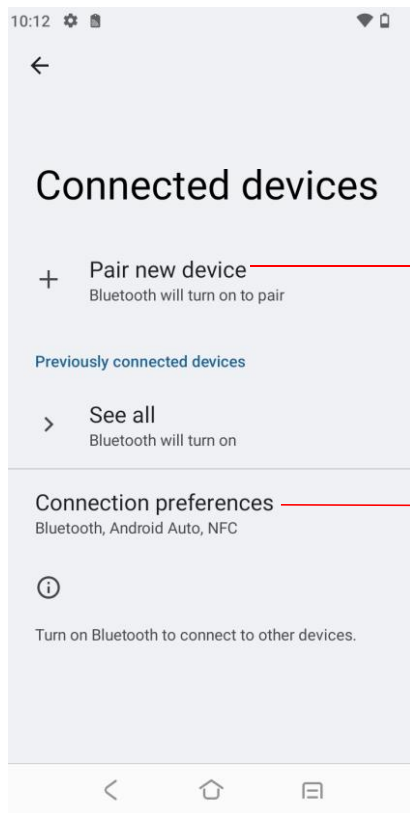 10:12
Connected devices
Pair new device
Bluetooth will turn on to pair
Previously connected devices
See all
Bluetooth will turn on
Connection preferences
Bluetooth, Android Auto, NFC
Turn on Bluetooth to connect to other devices.